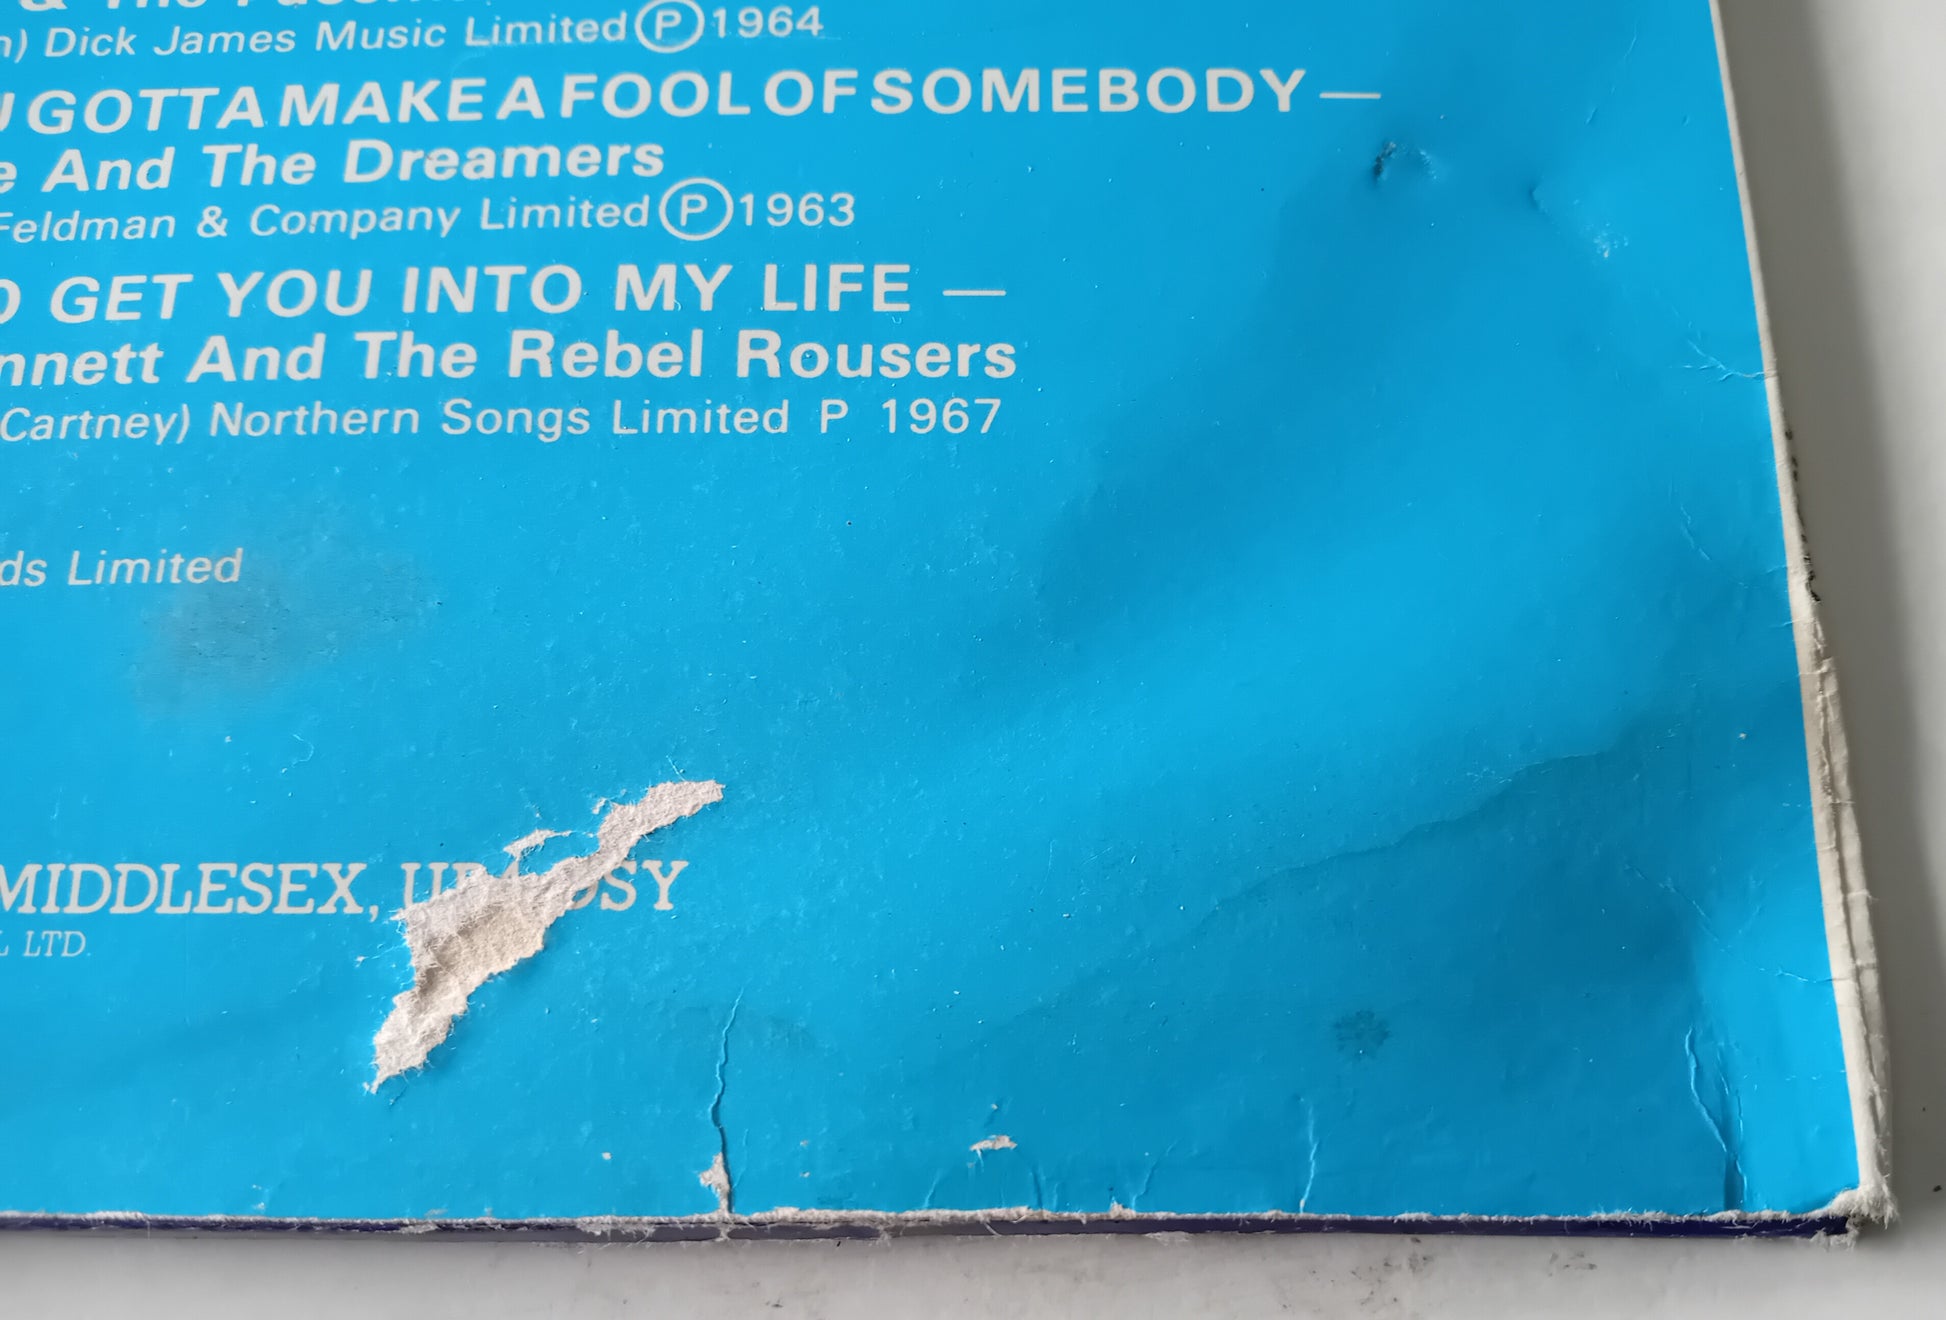 & The
n) Dick James Music Limited Ⓟ 1964
GOTTA MAKE A FOOL OF SOMEBODY —
e And The Dreamers
Feldman & Company Limited Ⓟ 1963
O GET YOU INTO MY LIFE —
nnett And The Rebel Rousers
Cartney) Northern Songs Limited P 1967
ds Limited
MIDDLESEX,
L LTD.